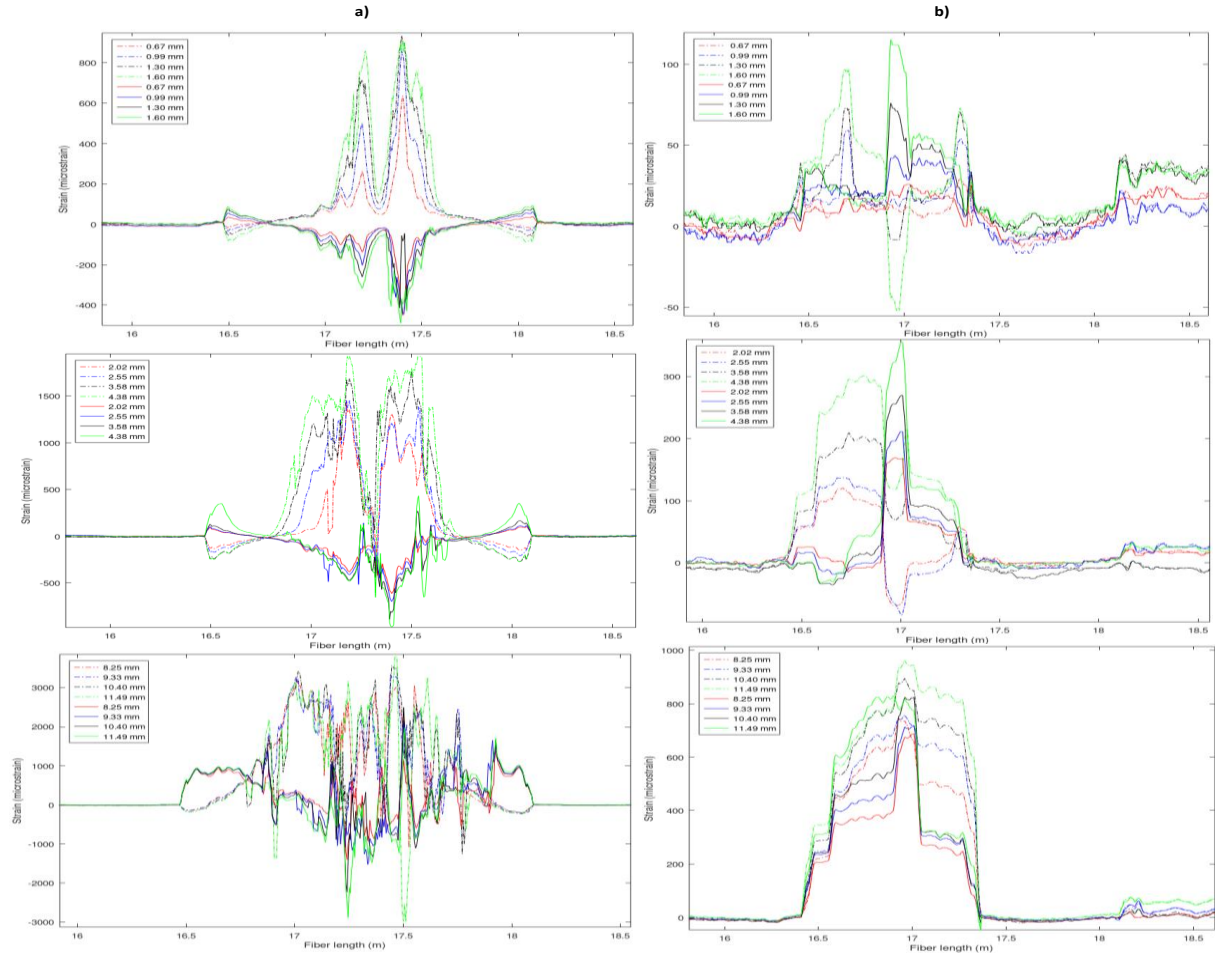 a)
b)
0.67 mm
0.99 mm
1.30 mm
1.60 mm
0.67 mm
0.99 mm
1.30 mm
1.60 mm
800
600
400
200
0
-200
-400
Strain (microstrain)
16 16.5 17 17.5 18 18.5
Fiber length (m)
0.67 mm
0.99 mm
1.30 mm
1.60 mm
0.67 mm
0.99 mm
1.30 mm
1.60 mm
100
50
0
-50
Strain (microstrain)
16 16.5 17 17.5 18 18.5
Fiber length (m)
2.02 mm
2.55 mm
3.58 mm
4.38 mm
2.02 mm
2.55 mm
3.58 mm
4.38 mm
1500
1000
500
0
-500
Strain (microstrain)
16 16.5 17 17.5 18 18.5
Fiber length (m)
2.02 mm
2.55 mm
3.58 mm
4.38 mm
2.02 mm
2.55 mm
3.58 mm
4.38 mm
300
200
100
0
Strain (microstrain)
16 16.5 17 17.5 18 18.5
Fiber length (m)
8.25 mm
9.33 mm
10.40 mm
11.49 mm
8.25 mm
9.33 mm
10.40 mm
11.49 mm
3000
2000
1000
0
-1000
-2000
-3000
Strain (microstrain)
16 16.5 17 17.5 18 18.5
Fiber length (m)
8.25 mm
9.33 mm
10.40 mm
11.49 mm
8.25 mm
9.33 mm
10.40 mm
11.49 mm
1000
800
600
400
200
0
Strain (microstrain)
16 16.5 17 17.5 18 18.5
Fiber length (m)